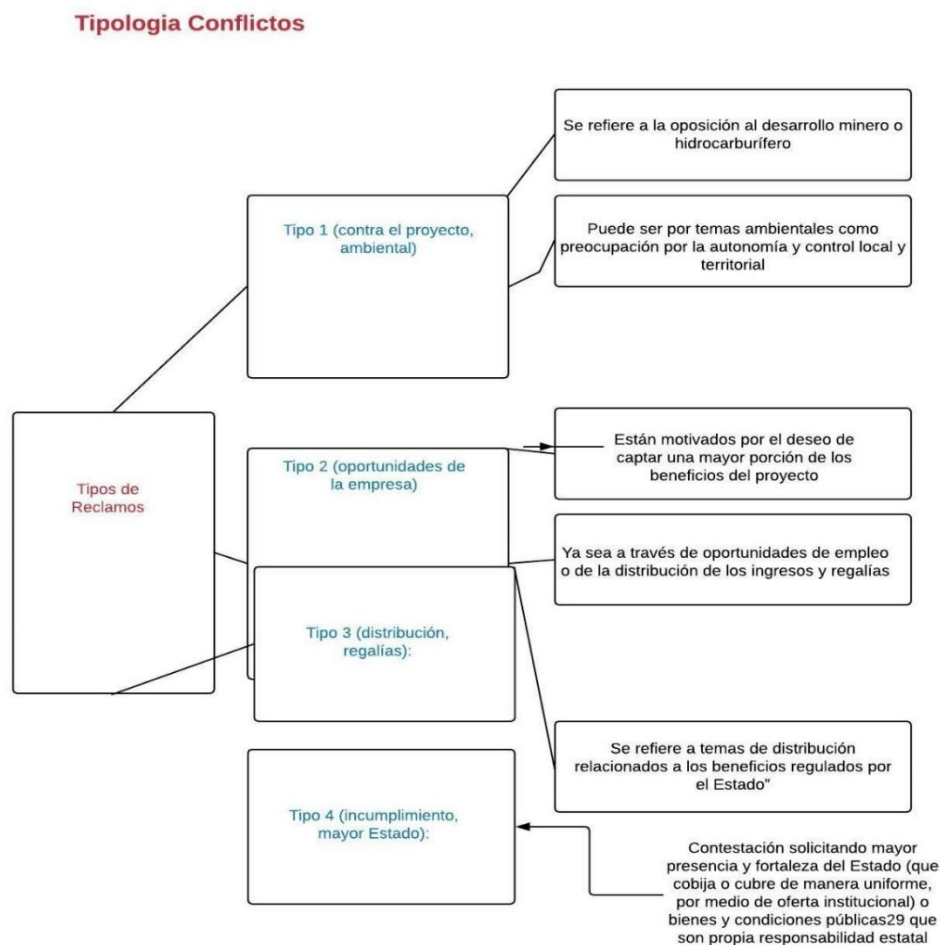 Tipologia Conflictos
Se refiere a la oposición al desarrollo minero o
hidrocarburífero
Tipo 1 (contra el proyecto,
ambiental)
Puede ser por temas ambientales como
preocupación por la autonomía y control local y
territorial
Tipos de
Reclamos
Tipo 2 (oportunidades de
la empresa)
Están motivados por el deseo de
captar una mayor porción de los
beneficios del proyecto
Ya sea a través de oportunidades de empleo
o de la distribución de los ingresos y regalías
Tipo 3 (distribución,
regalías):
Se refiere a temas de distribución
relacionados a los beneficios regulados por
el Estado"
Tipo 4 (incumplimiento,
mayor Estado):
Contestación solicitando mayor
presencia y fortaleza del Estado (que
cobija o cubre de manera uniforme,
por medio de oferta institucional) o
bienes y condiciones públicas29 que
son propia responsabilidad estatal